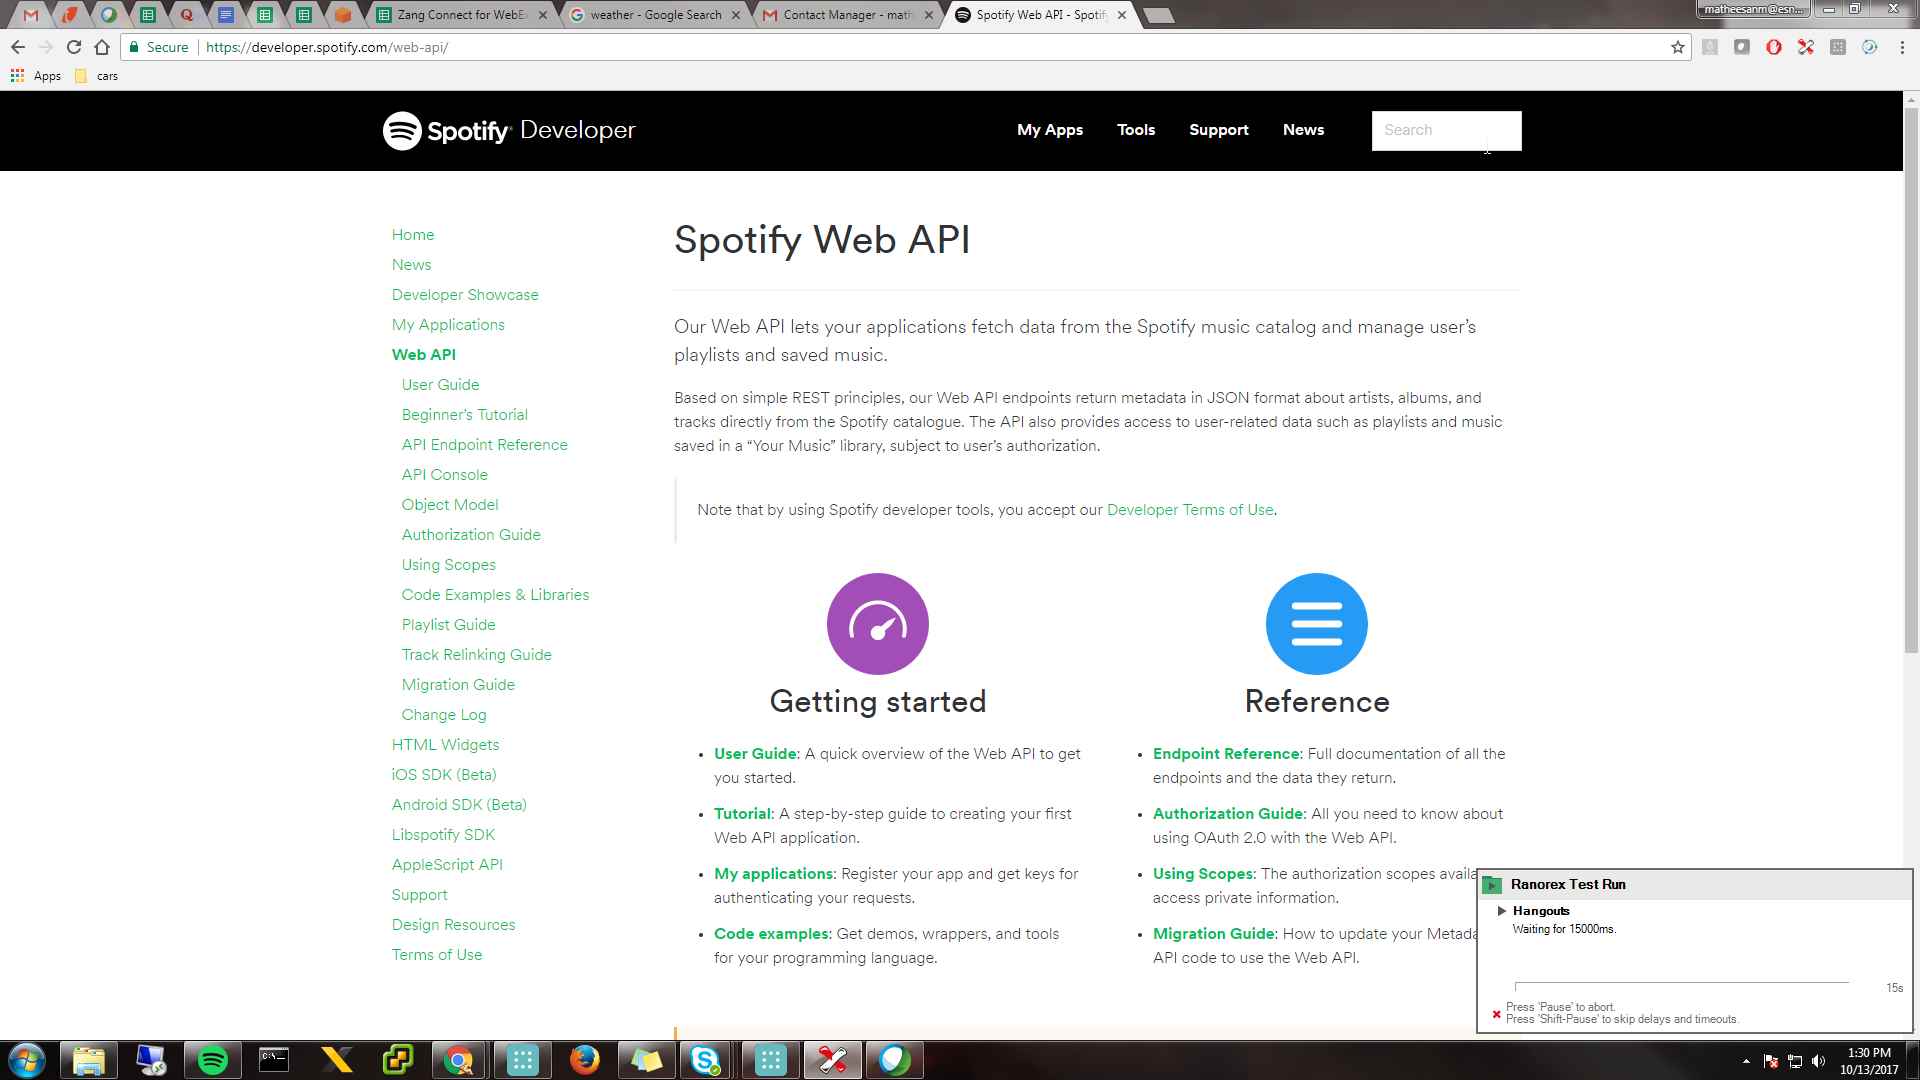 Zang Connect for WebE
weather - Google Search
Contact Manager - math
Spotify Web API - Spotify
matheesanm@esn...
Secure
https://developer.spotify.com/web-api/
Apps
cars
Spotify Developer
My Apps
Tools
Support
News
Search
Home
News
Developer Showcase
My Applications
Web API
User Guide
Beginner's Tutorial
API Endpoint Reference
API Console
Object Model
Authorization Guide
Using Scopes
Code Examples & Libraries
Playlist Guide
Track Relinking Guide
Migration Guide
Change Log
HTML Widgets
iOS SDK (Beta)
Android SDK (Beta)
Libspotify SDK
AppleScript API
Support
Design Resources
Terms of Use
Spotify Web API
Our Web API lets your applications fetch data from the Spotify music catalog and manage user's
playlists and saved music.
Based on simple REST principles, our Web API endpoints return metadata in JSON format about artists, albums, and
tracks directly from the Spotify catalogue. The API also provides access to user-related data such as playlists and music
saved in a “Your Music” library, subject to user's authorization.
Note that by using Spotify developer tools, you accept our Developer Terms of Use.
Getting started
User Guide: A quick overview of the Web API to get
you started.
Tutorial: A step-by-step guide to creating your first
Web API application.
My applications: Register your app and get keys for
authenticating your requests.
Code examples: Get demos, wrappers, and tools
for your programming language.
Reference
Endpoint Reference: Full documentation of all the
endpoints and the data they return.
Authorization Guide: All you need to know about
using OAuth 2.0 with the Web API.
Using Scopes: The authorization scopes availa
access private information.
Migration Guide: How to update your Metada
API code to use the Web API.
Ranorex Test Run
Hangouts
Waiting for 15000ms.
15s
Press 'Pause' to abort.
Press 'Shift-Pause' to skip delays and timeouts.
1:30 PM
10/13/2017